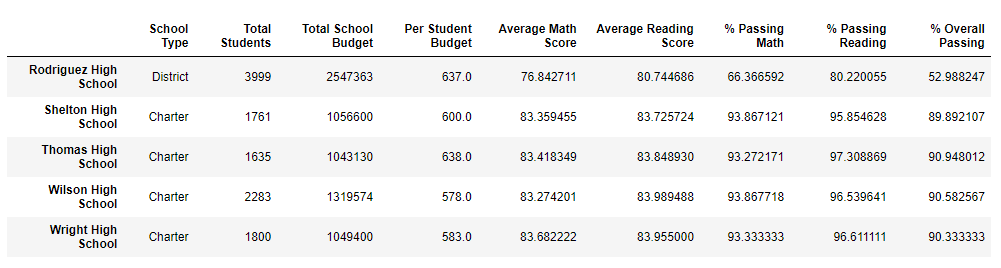 School Type Total Students Total School Budget Per Student Budget Average Math Score Average Reading Score % Passing Math % Passing Reading % Overall Passing
Rodriguez High School District 3999 2547363 637.0 76.842711 80.744686 66.366592 80.220055 52.988247
Shelton High School Charter 1761 1056600 600.0 83.359455 83.725724 93.867121 95.854628 89.892107
Thomas High School Charter 1635 1043130 638.0 83.418349 83.848930 93.272171 97.308869 90.948012
Wilson High School Charter 2283 1319574 578.0 83.274201 83.989488 93.867718 96.539641 90.582567
Wright High School Charter 1800 1049400 583.0 83.682222 83.955000 93.333333 96.611111 90.333333